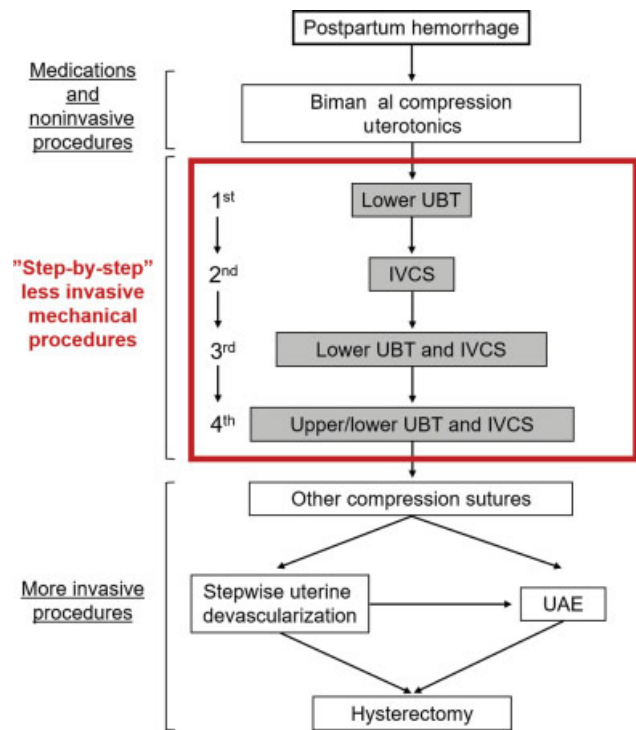 Postpartum hemorrhage
Medications
and
noninvasive
procedures
Biman al compression
uterotonics
"Step-by-step"
less invasive
mechanical
procedures
1st
Lower UBT
2nd
IVCS
3rd
Lower UBT and IVCS
4th
Upper/lower UBT and IVCS
Other compression sutures
More invasive
procedures
Stepwise uterine
devascularization
UAE
Hysterectomy